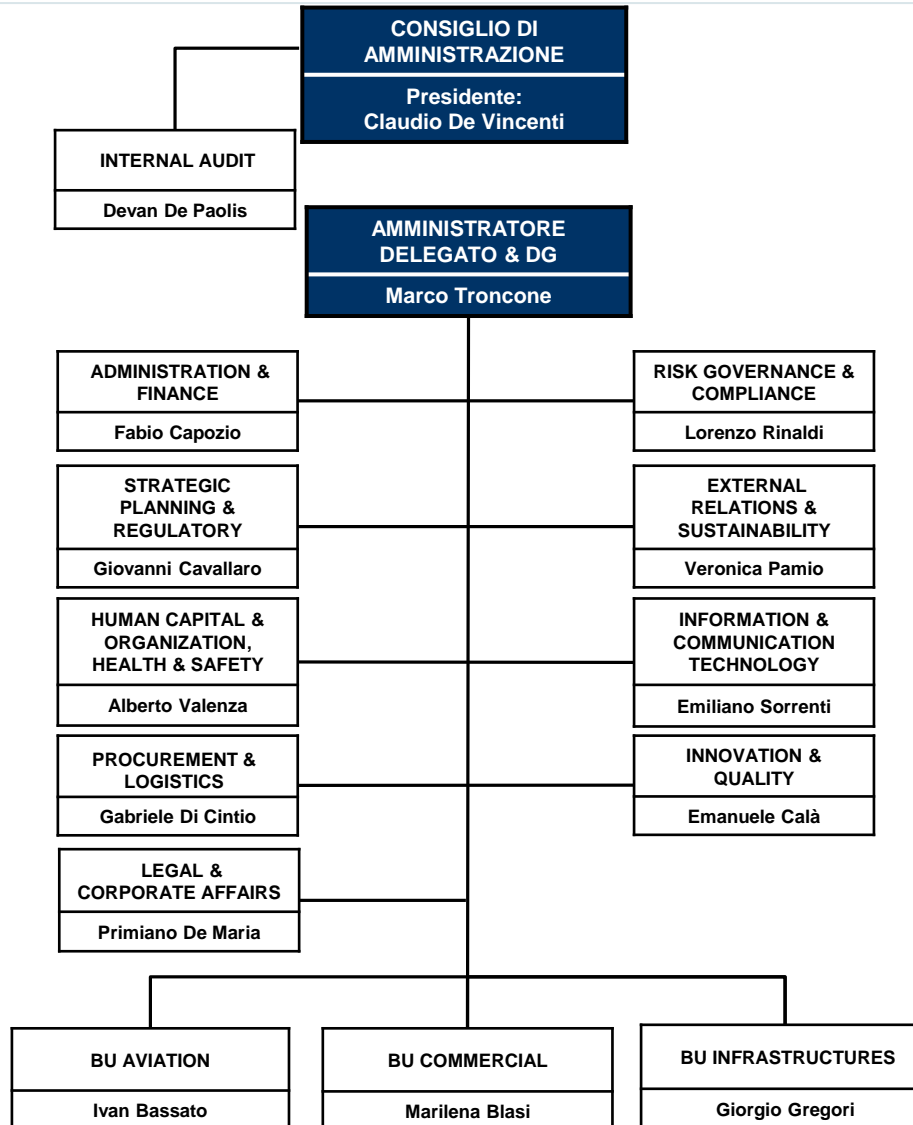 CONSIGLIO DI
AMMINISTRAZIONE
Presidente:
Claudio De Vincenti
INTERNAL AUDIT
Devan De Paolis
AMMINISTRATORE
DELEGATO & DG
Marco Troncone
ADMINISTRATION &
FINANCE
Fabio Capozio
RISK GOVERNANCE &
COMPLIANCE
Lorenzo Rinaldi
STRATEGIC
PLANNING &
REGULATORY
Giovanni Cavallaro
EXTERNAL
RELATIONS &
SUSTAINABILITY
Veronica Pamio
HUMAN CAPITAL &
ORGANIZATION,
HEALTH & SAFETY
Alberto Valenza
INFORMATION &
COMMUNICATION
TECHNOLOGY
Emiliano Sorrenti
PROCUREMENT &
LOGISTICS
Gabriele Di Cintio
INNOVATION &
QUALITY
Emanuele Calà
LEGAL &
CORPORATE AFFAIRS
Primiano De Maria
BU AVIATION
Ivan Bassato
BU COMMERCIAL
Marilena Blasi
BU INFRASTRUCTURES
Giorgio Gregori